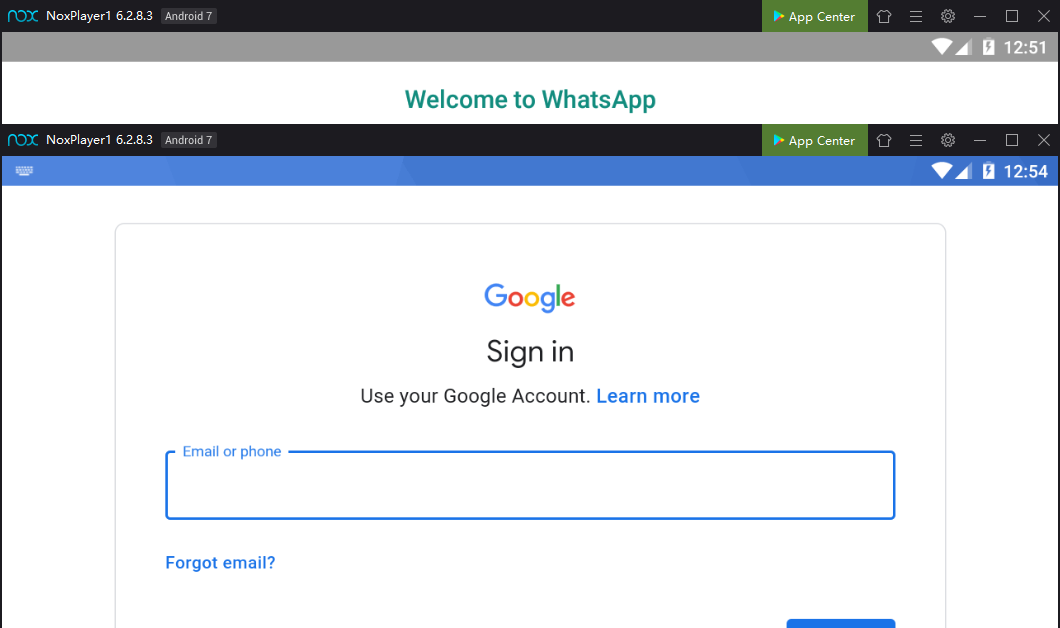 nox NoxPlayer1 6.2.8.3 Android 7 App Center
12:51
Welcome to WhatsApp
nox NoxPlayer1 6.2.8.3 Android 7 App Center
12:54
Google
Sign in
Use your Google Account. Learn more
Email or phone
Forgot email?